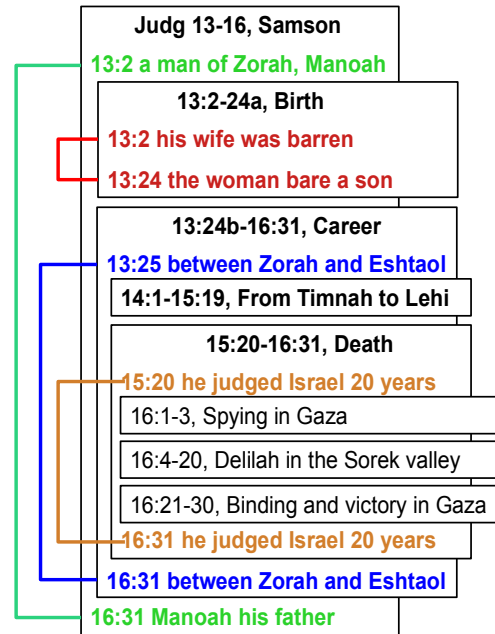 Judg 13-16, Samson
13:2 a man of Zorah, Manoah
13:2-24a, Birth
13:2 his wife was barren
13:24 the woman bare a son
13:24b-16:31, Career
13:25 between Zorah and Eshtaol
14:1-15:19, From Timnah to Lehi
15:20-16:31, Death
15:20 he judged Israel 20 years
16:1-3, Spying in Gaza
16:4-20, Delilah in the Sorek valley
16:21-30, Binding and victory in Gaza
16:31 he judged Israel 20 years
16:31 between Zorah and Eshtaol
16:31 Manoah his father